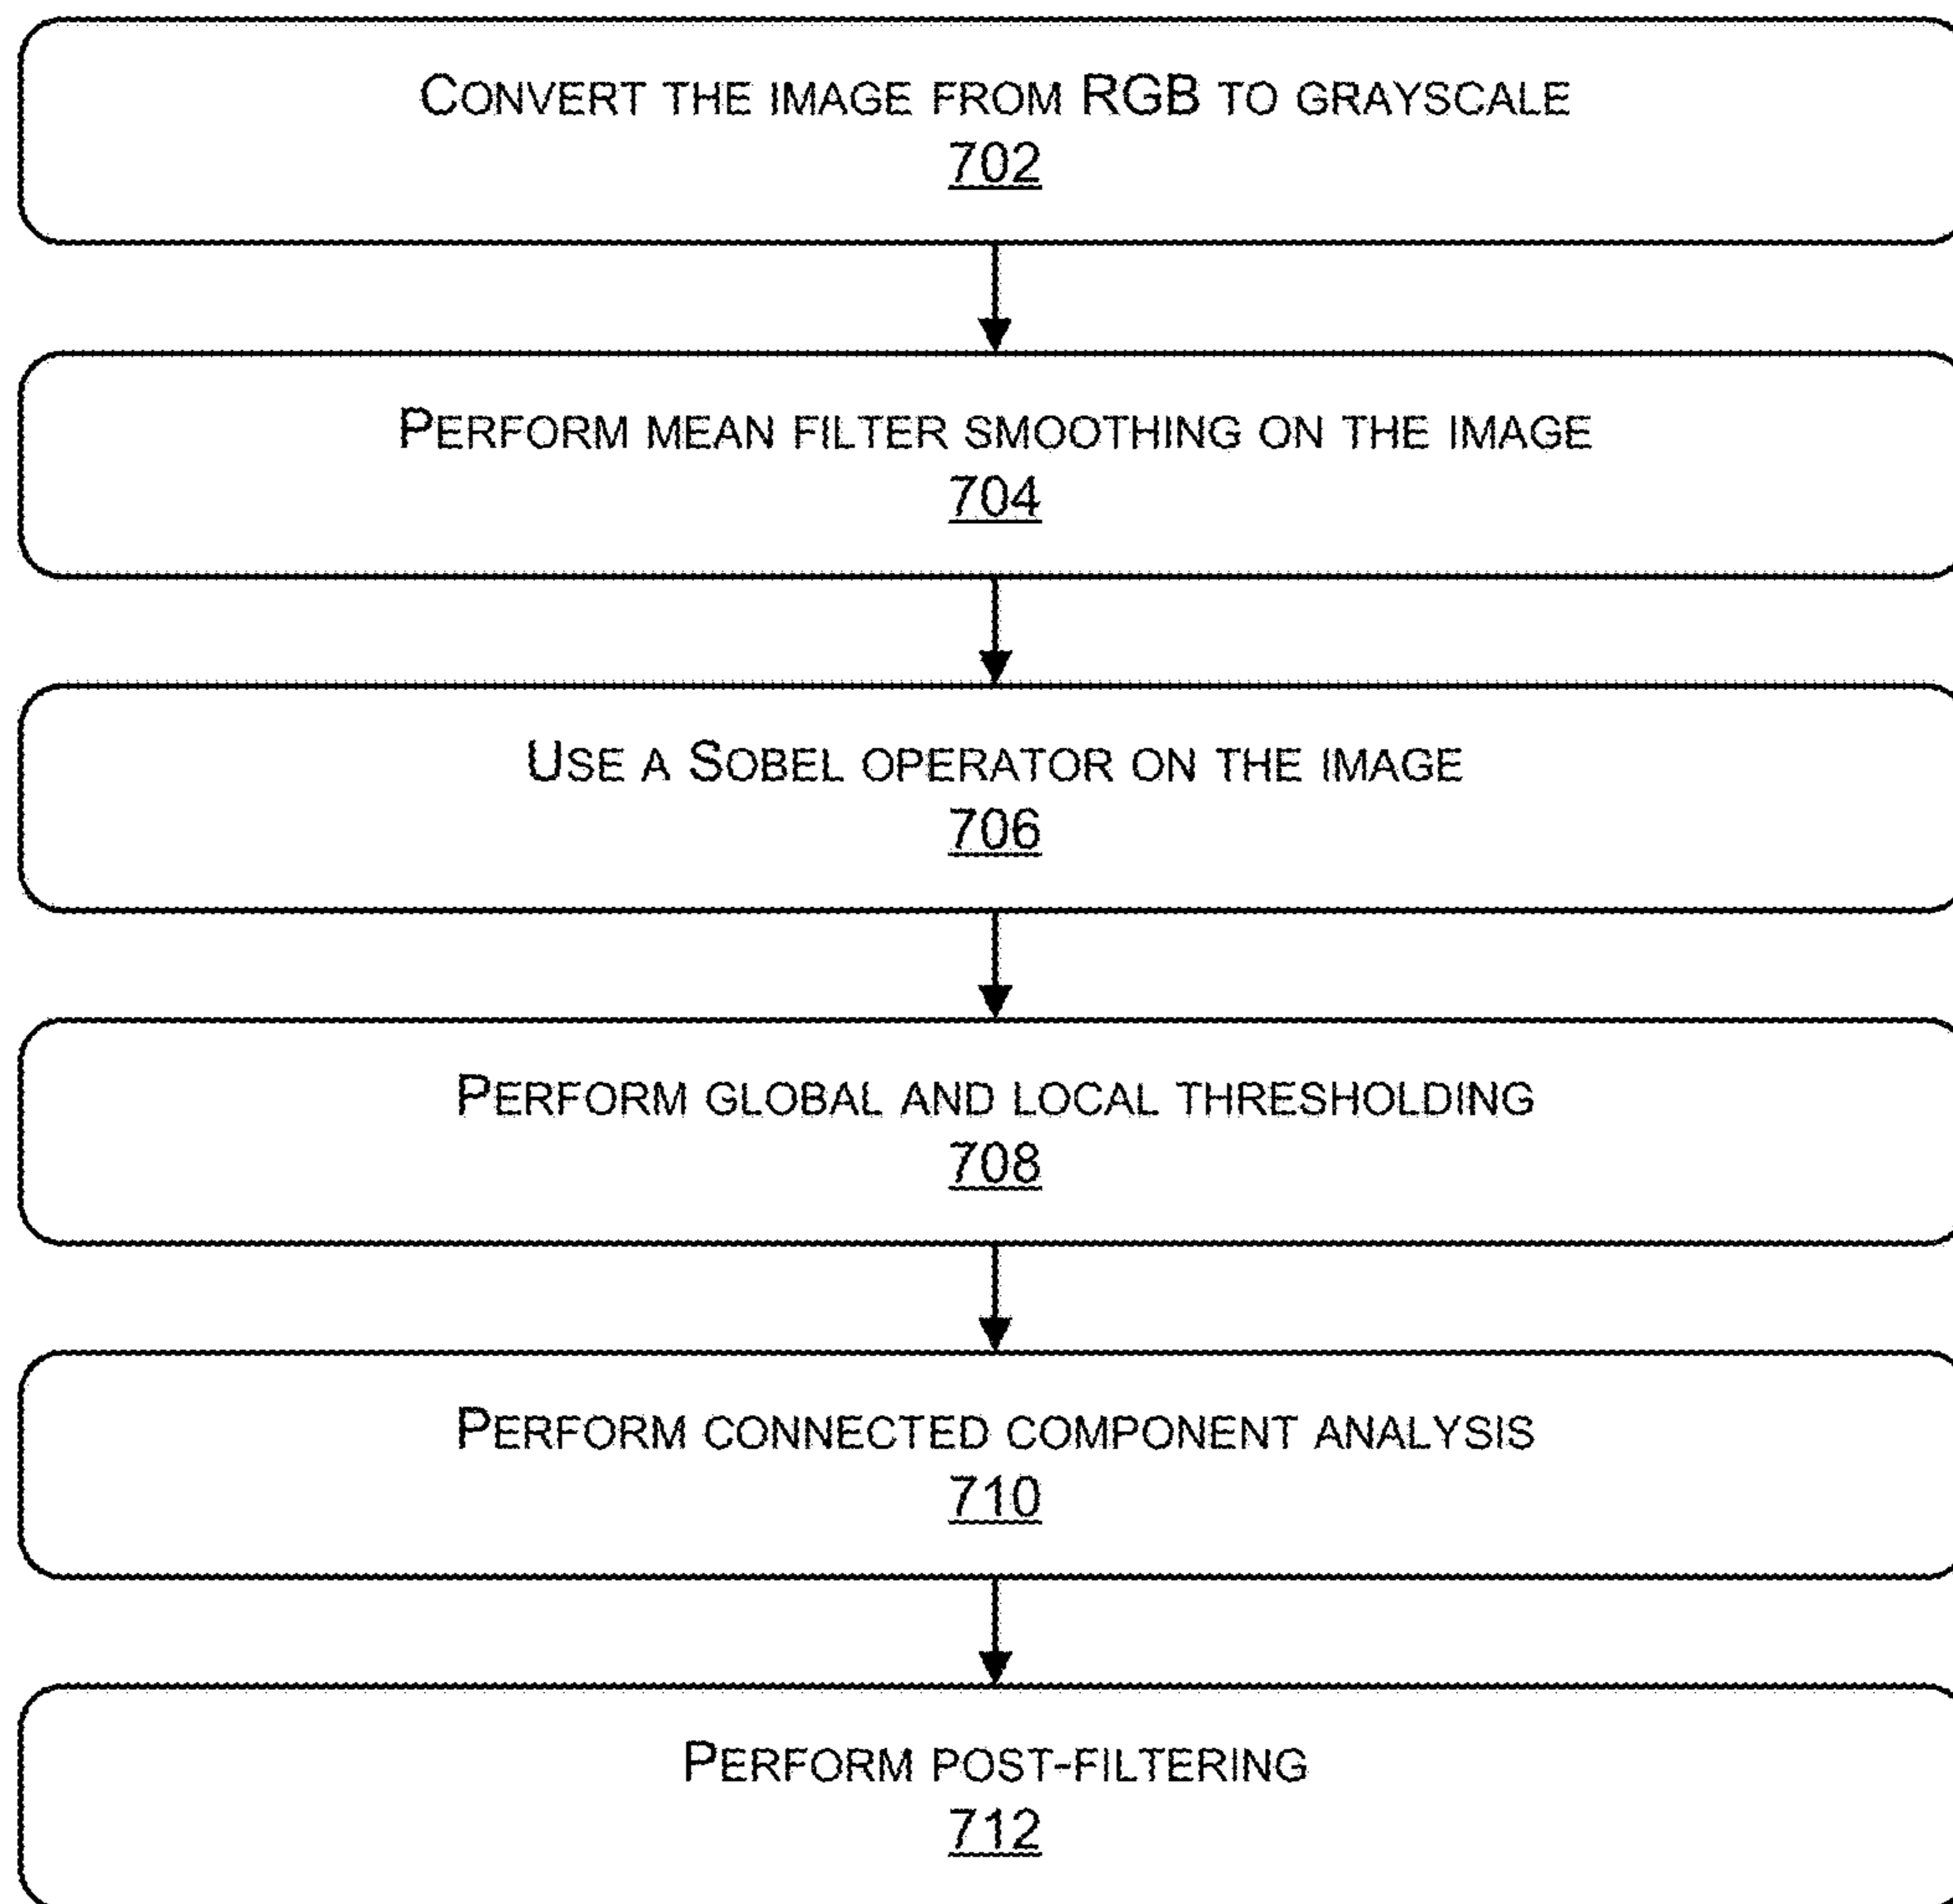 CONVERT THE IMAGE FROM RGB TO GRAYSCALE
702
PERFORM MEAN FILTER SMOOTHING ON THE IMAGE
704
USE A SOBEL OPERATOR ON THE IMAGE
706
PERFORM GLOBAL AND LOCAL THRESHOLDING
708
PERFORM CONNECTED COMPONENT ANALYSIS
710
PERFORM POST-FILTERING
712